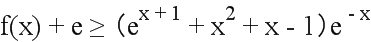 f(x) + e ≥ (e^{x + 1} + x^2 + x - 1)e^{-x}